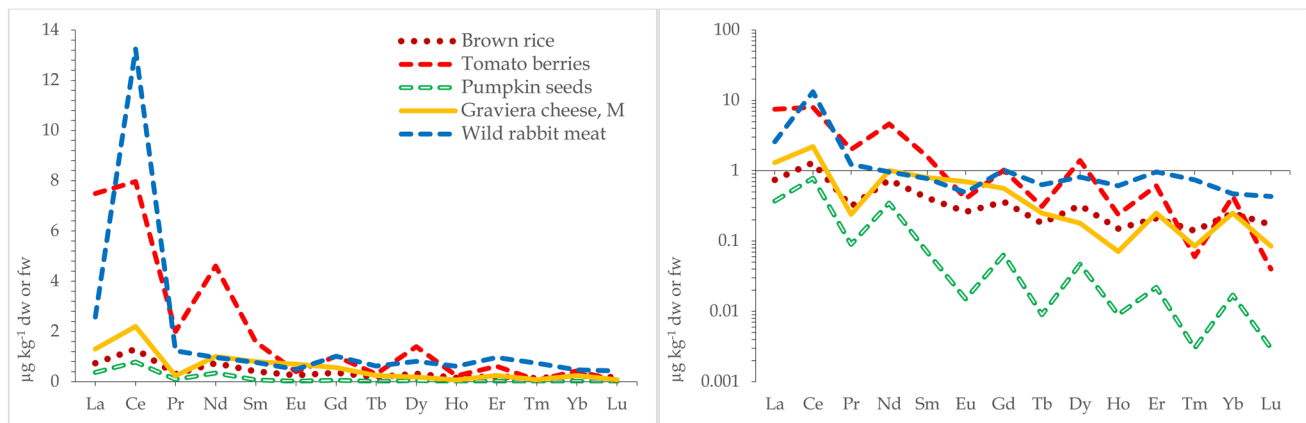 14
12
10
8
6
4
2
0
µg kg⁻¹ dw or fw
Brown rice
Tomato berries
Pumpkin seeds
Graviera cheese, M
Wild rabbit meat
La Ce Pr Nd Sm Eu Gd Tb Dy Ho Er Tm Yb Lu
100
10
1
0.1
0.01
0.001
µg kg⁻¹ dw or fw
La Ce Pr Nd Sm Eu Gd Tb Dy Ho Er Tm Yb Lu